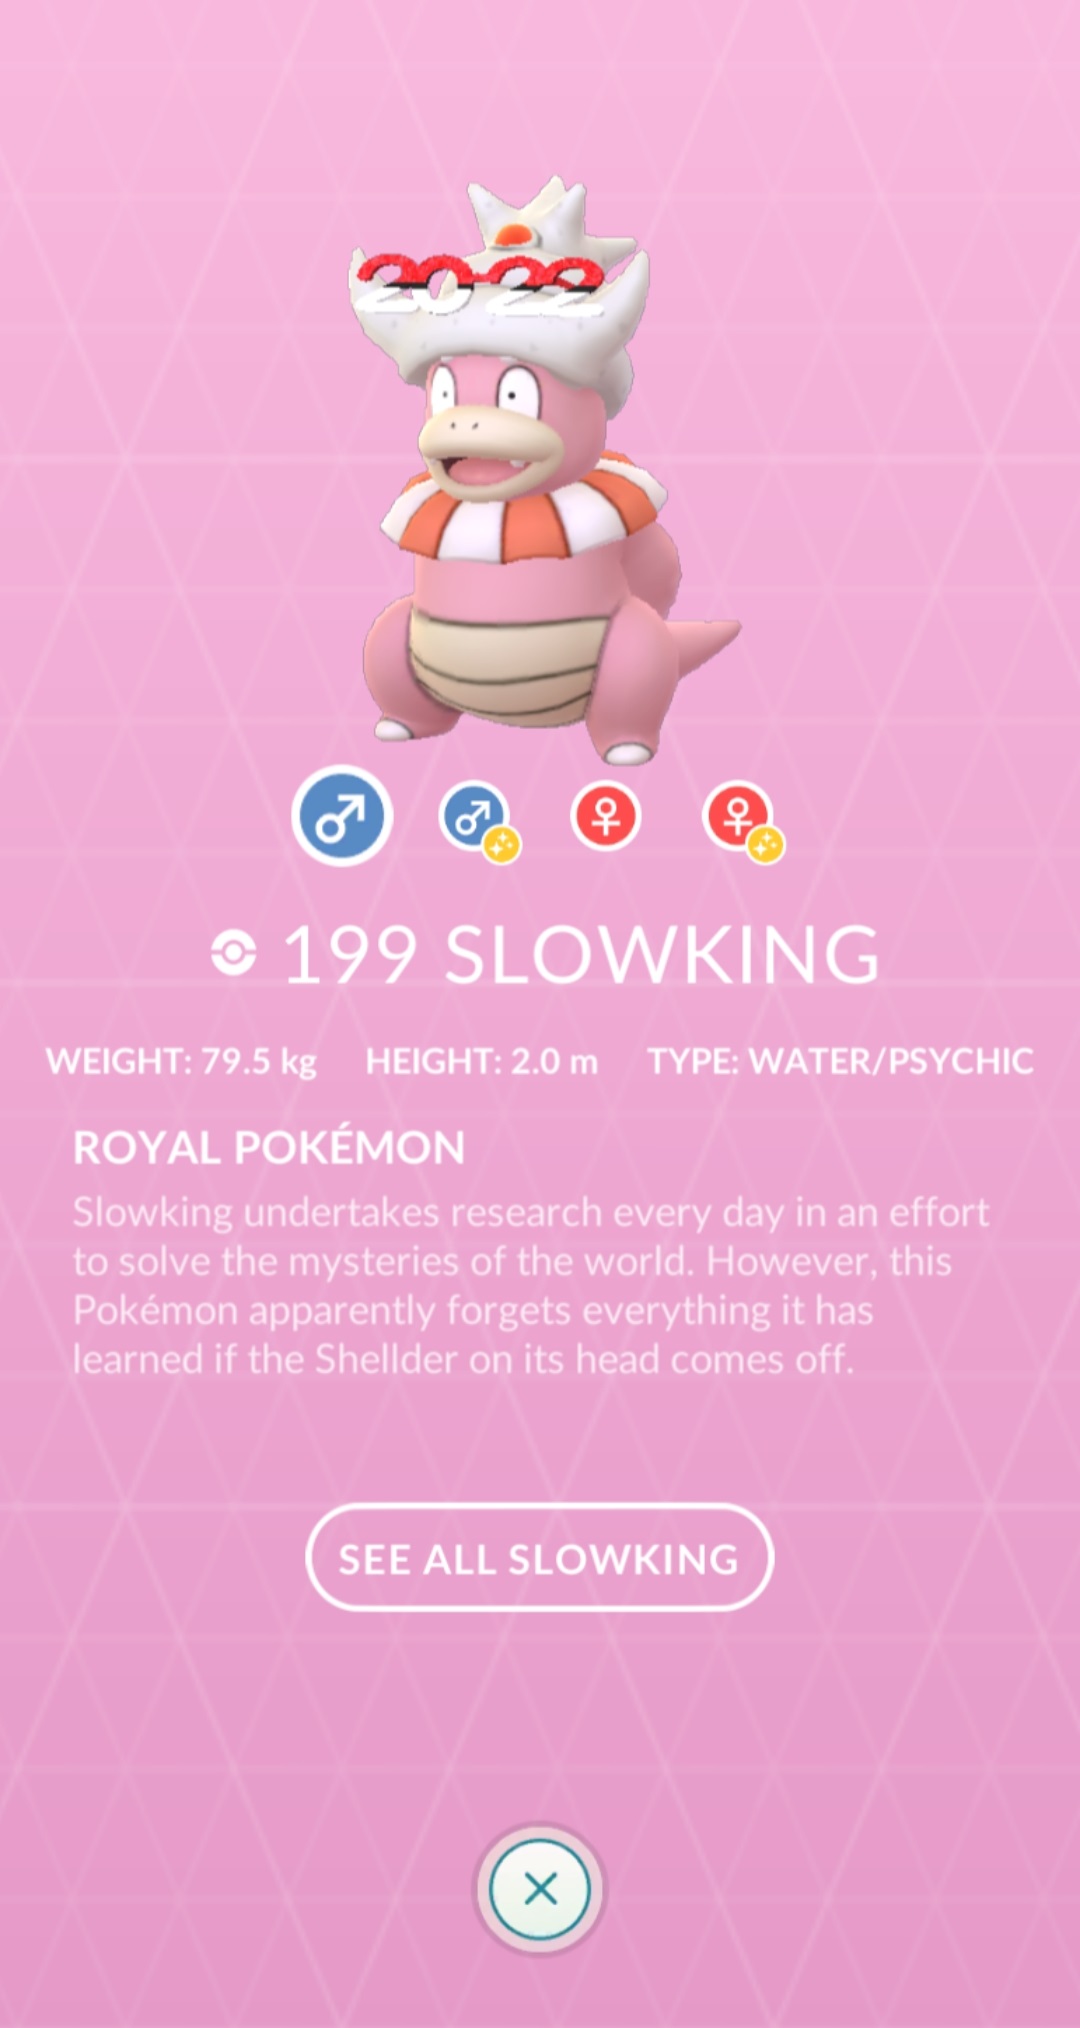 2022
199 SLOWKING
WEIGHT: 79.5 kg HEIGHT: 2.0 m TYPE: WATER/PSYCHIC
ROYAL POKÉMON
Slowking undertakes research every day in an effort
to solve the mysteries of the world. However, this
Pokémon apparently forgets everything it has
learned if the Shellder on its head comes off.
SEE ALL SLOWKING